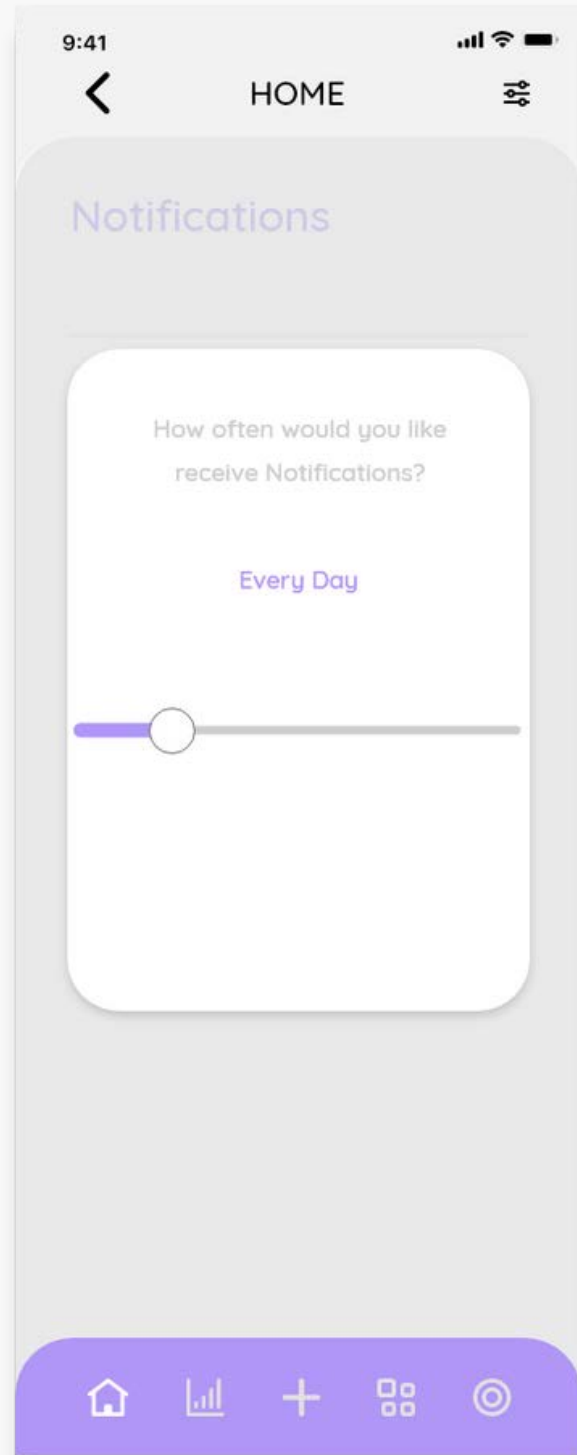 9:41
HOME
Notifications
How often would you like
receive Notifications?
Every Day